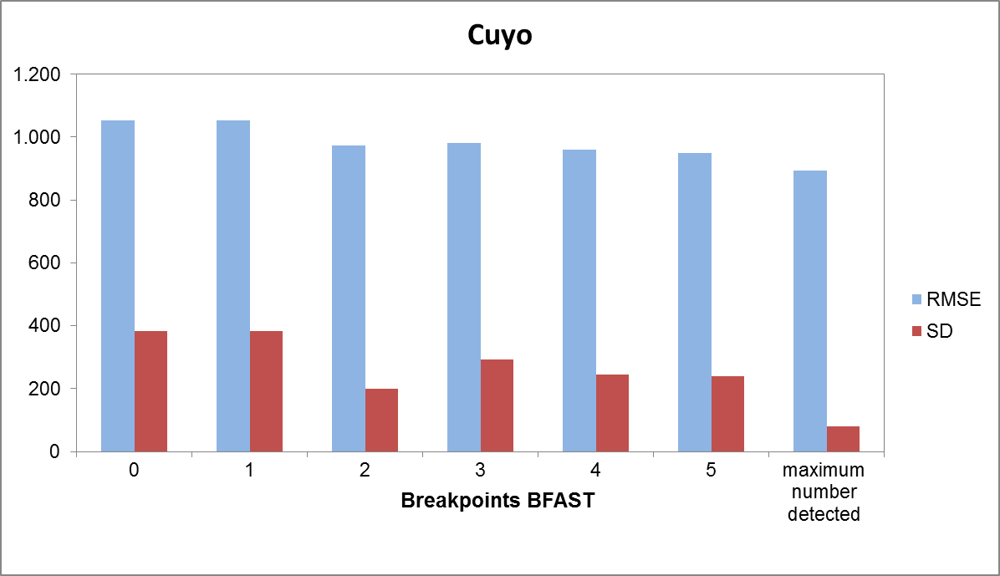 Cuyo
1.200
1.000
800
600
400
200
0
RMSE
SD
0 1 2 3 4 5 maximum
number
detected
Breakpoints BFAST